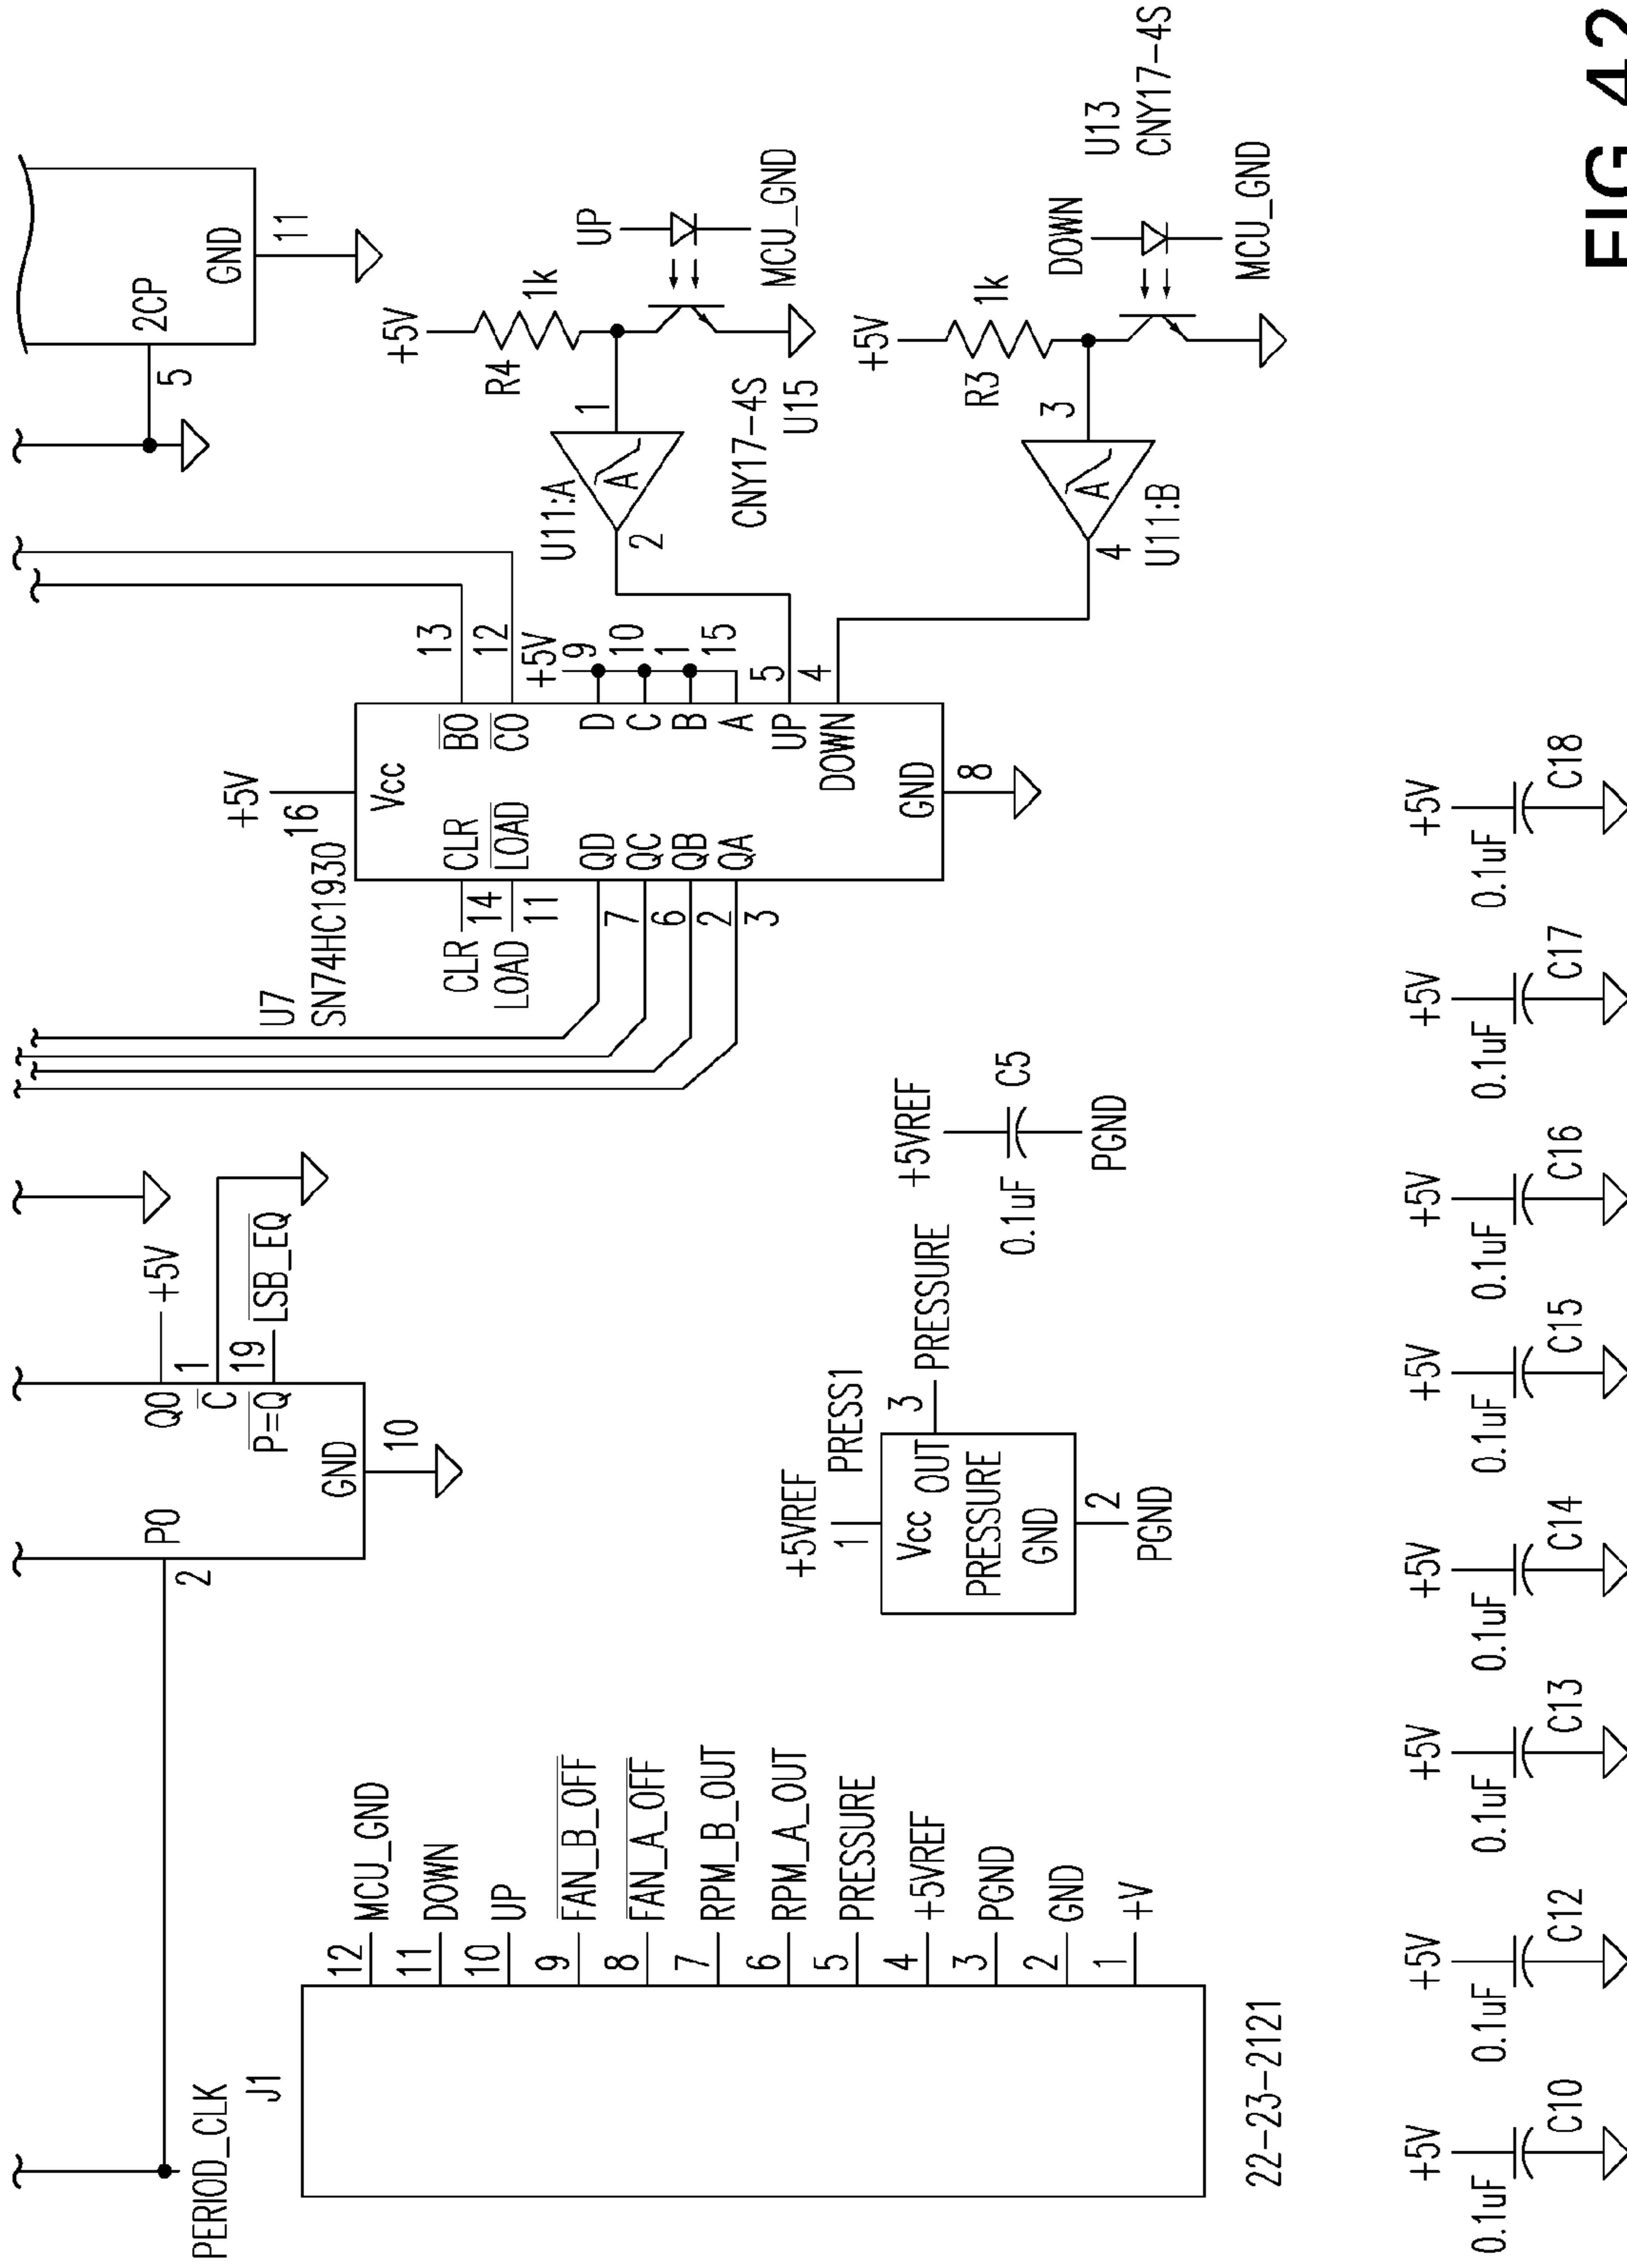 PERIOD_CLK
2
P0
Q0
+5V
1
C
19
P=Q
LSB_EQ
GND
10
2CP
5
GND
11
J1
12 MCU_GND
11 DOWN
10 UP
9 FAN_B_OFF
8 FAN_A_OFF
7 RPM_B_OUT
6 RPM_A_OUT
5 PRESSURE
4 +5VREF
3 PGND
2 GND
1 +V
22-23-2121
+5VREF
1
PRESS1
Vcc
OUT
3
PRESSURE
PRESSURE
GND
2
PGND
+5VREF
0.1uF
C5
PGND
U7
SN74HC193D
+5V
16
Vcc
CLR
14
CLR
LOAD
11
LOAD
BO
13
CO
12
+5V
QD
7
D
9
QC
6
C
10
QB
2
B
1
QA
3
A
15
UP
5
DOWN
4
GND
8
+5V
R4
1k
U11:A
A
1
2
UP
MCU_GND
CNY17-4S
U15
+5V
R3
1k
3
A
4
U11:B
DOWN
MCU_GND
U13
CNY17-4S
+5V
0.1uF
C10
+5V
0.1uF
C12
+5V
0.1uF
C13
+5V
0.1uF
C14
+5V
0.1uF
C15
+5V
0.1uF
C16
+5V
0.1uF
C17
+5V
0.1uF
C18
FIG.42